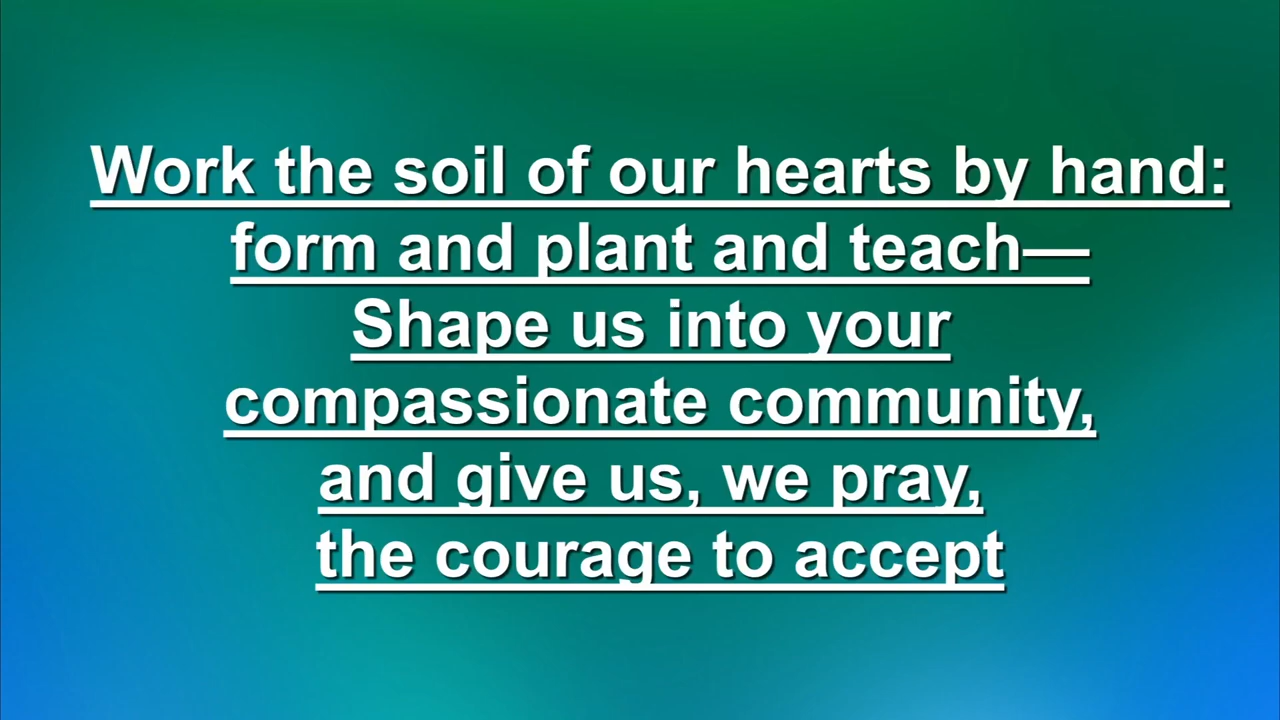 Work the soil of our hearts by hand:
form and plant and teach—
Shape us into your
compassionate community,
and give us, we pray,
the courage to accept